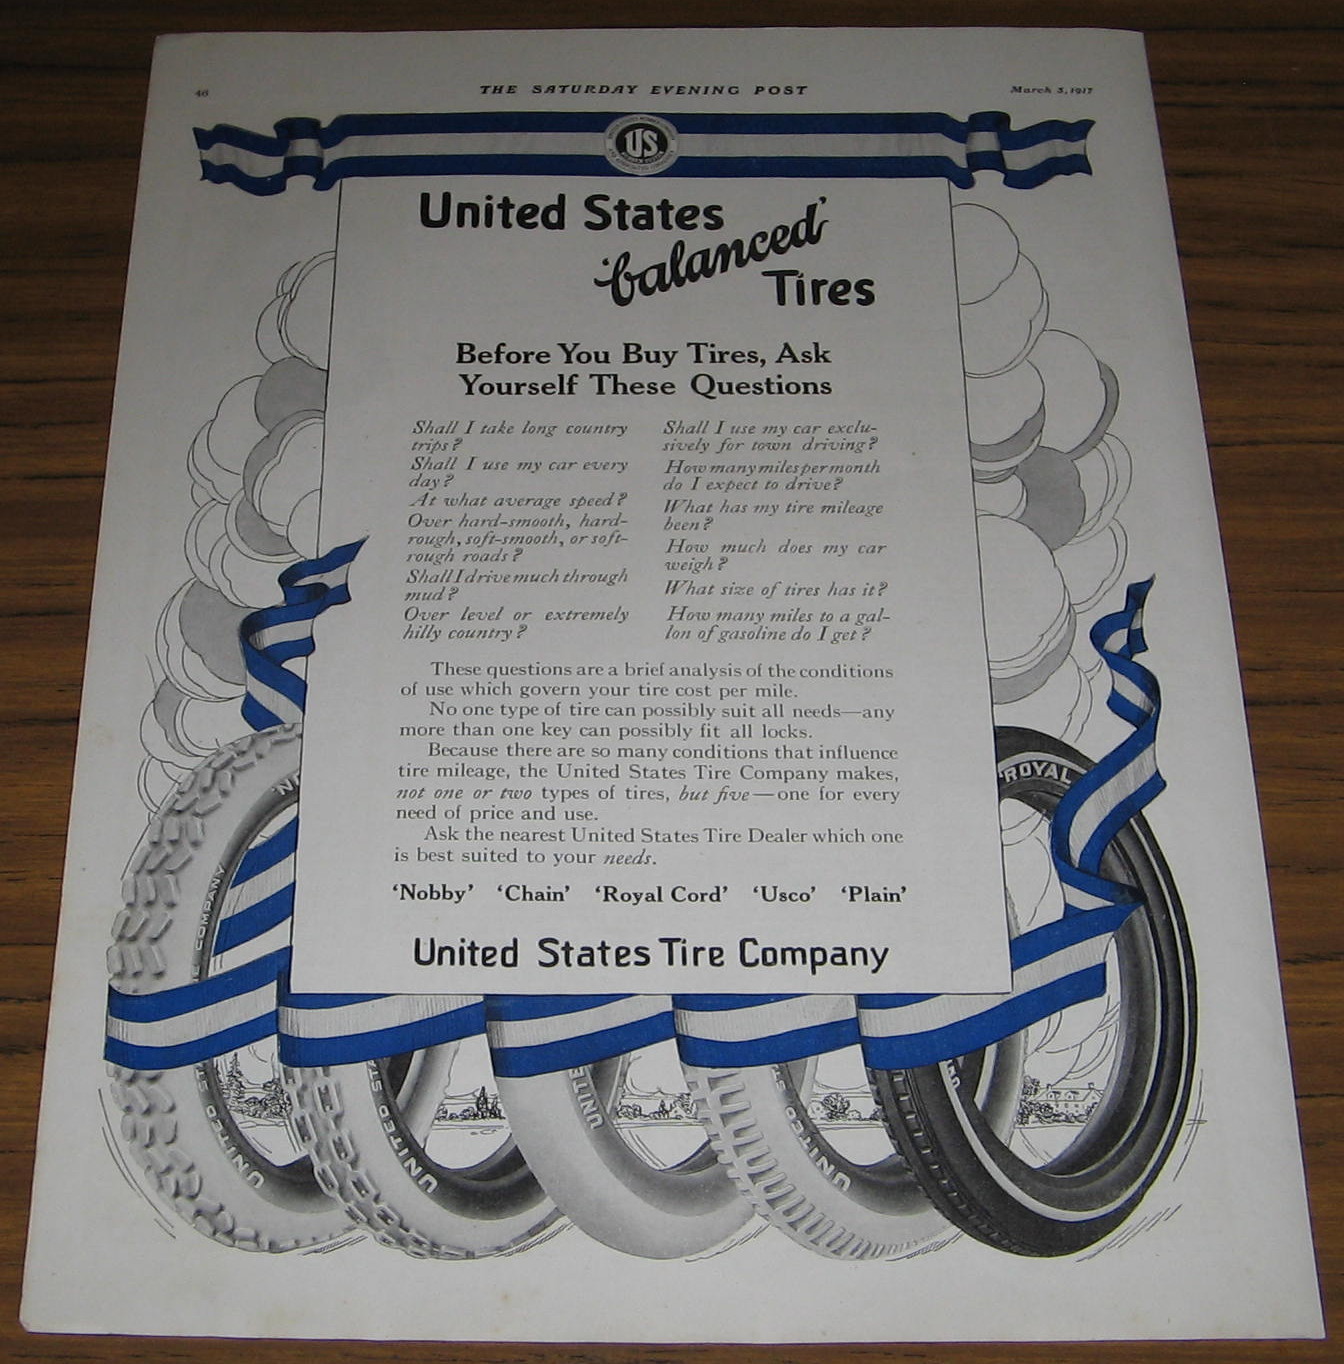 46
THE SATURDAY EVENING POST
March 3, 1917
US
United States
'balanced'
Tires
Before You Buy Tires, Ask
Yourself These Questions
Shall I take long country
trips?
Shall I use my car every
day?
At what average speed?
Over hard-smooth, hard-
rough, soft-smooth, or soft-
rough roads?
Shall I drive much through
mud?
Over level or extremely
hilly country?
Shall I use my car exclu-
sively for town driving?
How many miles per month
do I expect to drive?
What has my tire mileage
been?
How much does my car
weigh?
What size of tires has it?
How many miles to a gal-
lon of gasoline do I get?
These questions are a brief analysis of the conditions
of use which govern your tire cost per mile.
No one type of tire can possibly suit all needs—any
more than one key can possibly fit all locks.
Because there are so many conditions that influence
tire mileage, the United States Tire Company makes,
not one or two types of tires, but five—one for every
need of price and use.
Ask the nearest United States Tire Dealer which one
is best suited to your needs.
'Nobby' 'Chain' 'Royal Cord' 'Usco' 'Plain'
United States Tire Company
NO
COMPANY
UNITED ST
UNITED STA
UNITE
UNITED S
'ROYAL